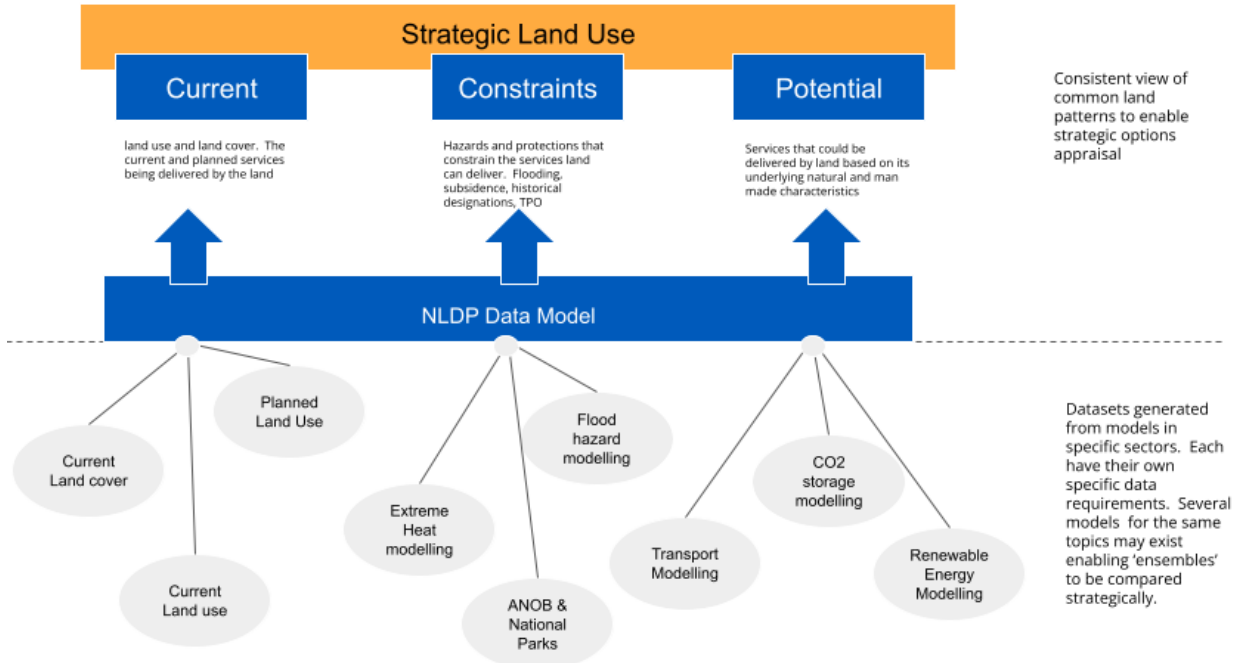 Strategic Land Use
Current
Constraints
Potential
land use and land cover.  The
current and planned services
being delivered by the land
Hazards and protections that
constrain the services land
can deliver.  Flooding,
subsidence, historical
designations, TPO
Services that could be
delivered by land based on its
underlying natural and man
made characteristics
Consistent view of
common land
patterns to enable
strategic options
appraisal
NLDP Data Model
Planned
Land Use
Current
Land cover
Current
Land use
Flood
hazard
modelling
Extreme
Heat
modelling
ANOB &
National
Parks
CO2
storage
modelling
Transport
Modelling
Renewable
Energy
Modelling
Datasets generated
from models in
specific sectors.  Each
have their own
specific data
requirements.  Several
models  for the same
topics may exist
enabling ‘ensembles’
to be compared
strategically.